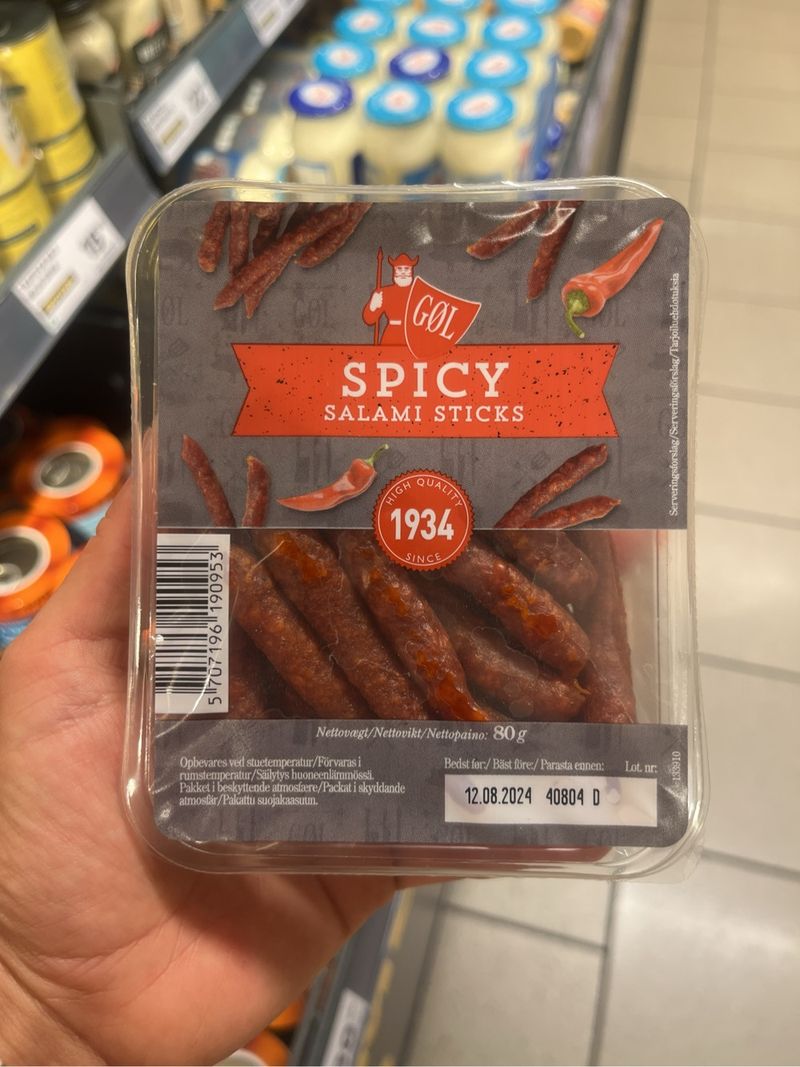 GØL
SPICY
SALAMI STICKS
Serveringsforslag/Serveringsförslag/Tarjoiluehdotuksia
HIGH QUALITY
1934
SINCE
5 707196 190953
Nettovægt/Nettovikt/Nettopaino: 80 g
Opbevares ved stuetemperatur/Förvaras i
rumstemperatur/Säilytys huoneenlämmössä.
Pakket i beskyttende atmosfære/Packat i skyddande
atmosfär/Pakattu suojakaasuun.
Bedst før:/ Bäst före:/ Parasta ennen:
Lot. nr:
12.08.2024 40804 D
133910